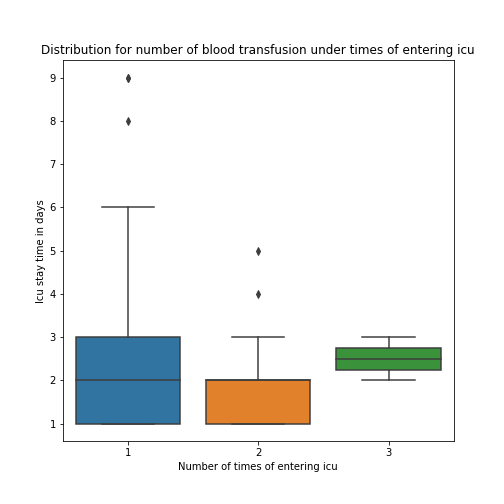 Distribution for number of blood transfusion under times of entering icu
9
8
7
6
5
4
3
2
1
Icu stay time in days
1 2 3
Number of times of entering icu